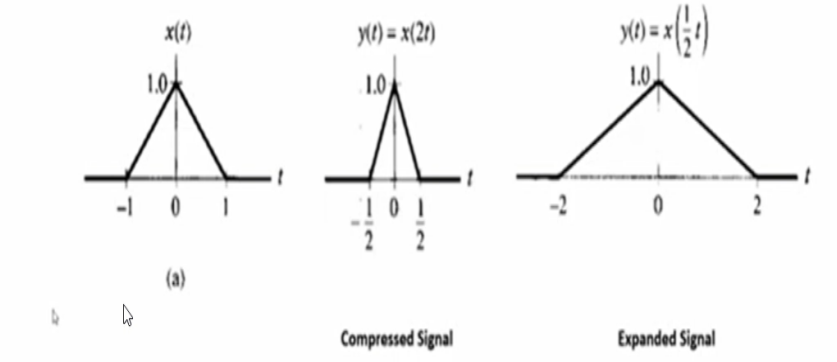 x(t)
1.0
t
-1 0 1
(a)
y(t) = x(2t)
1.0
t
-1/2 0 1/2
Compressed Signal
y(t) = x(1/2 t)
1.0
t
-2 0 2
Expanded Signal